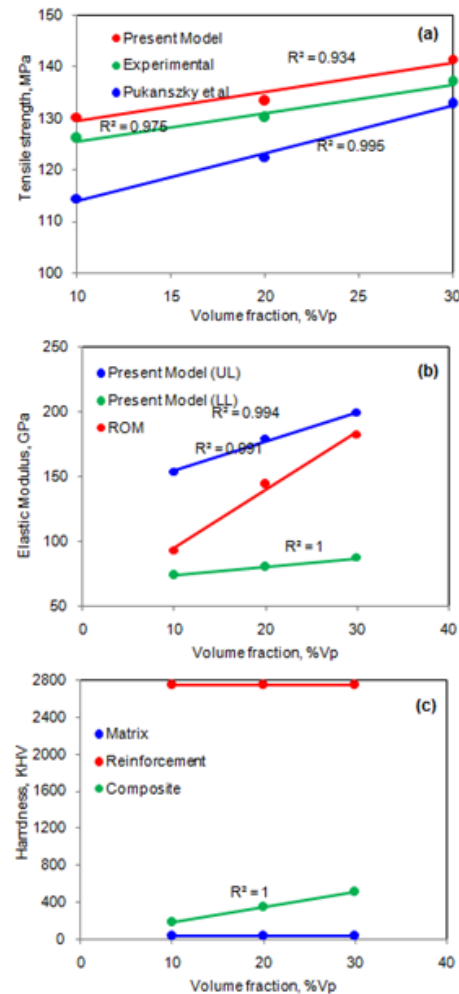 150
(a)
Present Model
R² = 0.934
140
Experimental
Pukanszky et al
130
R² = 0.975
R² = 0.995
120
110
100
Tensile strength, MPa
10 15 20 25 30
Volume fraction, %Vp
250
Present Model (UL)
(b)
Present Model (LL)
R² = 0.994
200
ROM
R² = 0.991
150
100
R² = 1
50
Elastic Modulus, GPa
0 10 20 30 40
Volume fraction, %Vp
2800
(c)
2400
Matrix
2000
Reinforcement
Composite
1600
1200
800
R² = 1
400
0
Harrdness, KHV
0 10 20 30 40
Volume fraction, %Vp